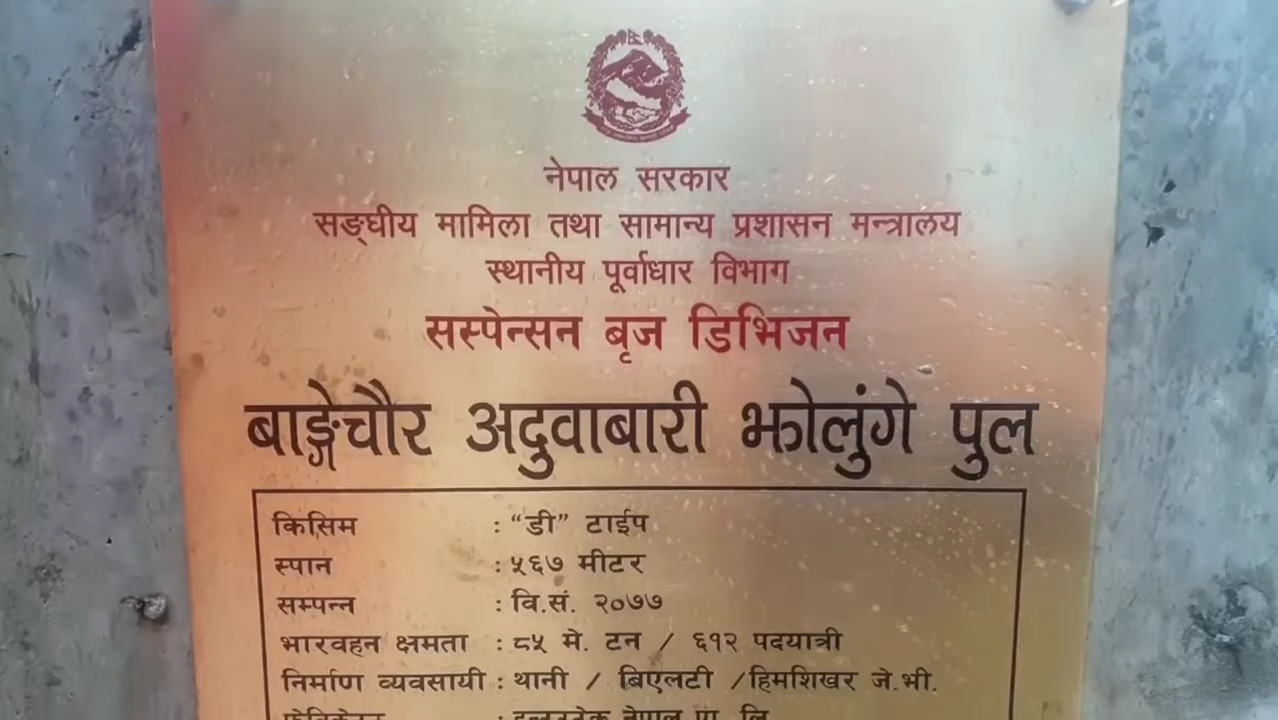 नेपाल सरकार
सङ्घीय मामिला तथा सामान्य प्रशासन मन्त्रालय
स्थानीय पूर्वाधार विभाग
सस्पेन्सन बृज डिभिजन
बाङ्गेचौर अदुवाबारी झोलुंगे पुल
किसिम : “डी” टाईप
स्पान : ५६७ मीटर
सम्पन्न : वि.सं. २०७७
भारवहन क्षमता : ८५ मे. टन / ६१२ पदयात्री
निर्माण व्यवसायी : थानी / बिएलटी /हिमशिखर जे.भी.
नेपाल प्रा. लि.